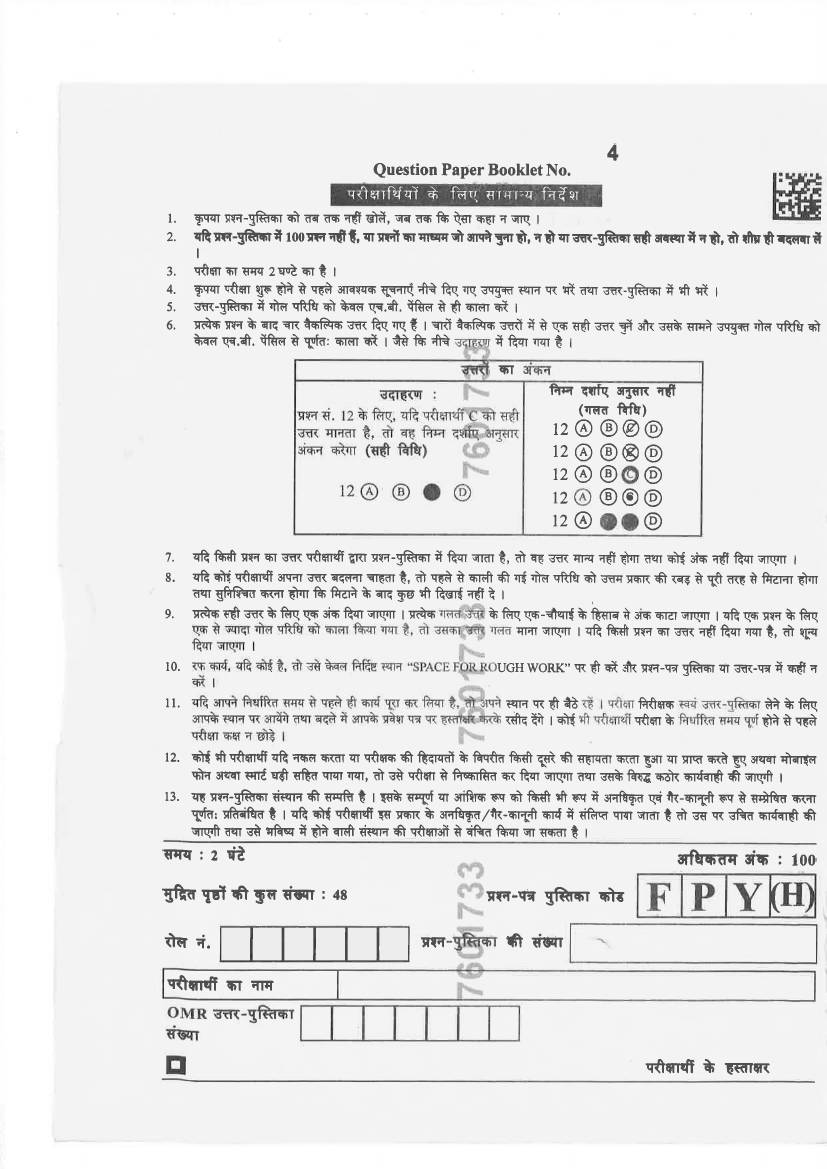 4
Question Paper Booklet No.
परीक्षार्थियों के लिए सामान्य निर्देश
1. कृपया प्रश्न-पुस्तिका को तब तक नहीं खोलें, जब तक कि ऐसा कहा न जाए ।
2. यदि प्रश्न-पुस्तिका में 100 प्रश्न नहीं हैं, या प्रश्नों का माध्यम जो आपने चुना हो, न हो या उत्तर-पुस्तिका सही अवस्था में न हो, तो शीघ्र ही बदलवा लें
।
3. परीक्षा का समय 2 घण्टे का है ।
4. कृपया परीक्षा शुरू होने से पहले आवश्यक सूचनाएँ नीचे दिए गए उपयुक्त स्थान पर भरें तथा उत्तर-पुस्तिका में भी भरें ।
5. उत्तर-पुस्तिका में गोल परिधि को केवल एच.बी. पेंसिल से ही काला करें ।
6. प्रत्येक प्रश्न के बाद चार वैकल्पिक उत्तर दिए गए हैं । चारों वैकल्पिक उत्तरों में से एक सही उत्तर चुनें और उसके सामने उपयुक्त गोल परिधि को
केवल एच.बी. पेंसिल से पूर्णतः काला करें । जैसे कि नीचे उदाहरण में दिया गया है ।
उत्तरों का अंकन
उदाहरण :
प्रश्न सं. 12 के लिए, यदि परीक्षार्थी C को सही
उत्तर मानता है, तो वह निम्न दर्शाए अनुसार
अंकन करेगा (सही विधि)
12 A B D
निम्न दर्शाए अनुसार नहीं
(गलत विधि)
12 A B C D
12 A B C D
12 A B C D
12 A B D
12 A D
7. यदि किसी प्रश्न का उत्तर परीक्षार्थी द्वारा प्रश्न-पुस्तिका में दिया जाता है, तो वह उत्तर मान्य नहीं होगा तथा कोई अंक नहीं दिया जाएगा ।
8. यदि कोई परीक्षार्थी अपना उत्तर बदलना चाहता है, तो पहले से काली की गई गोल परिधि को उत्तम प्रकार की रबड़ से पूरी तरह से मिटाना होगा
तथा सुनिश्चित करना होगा कि मिटाने के बाद कुछ भी दिखाई नहीं दे ।
9. प्रत्येक सही उत्तर के लिए एक अंक दिया जाएगा । प्रत्येक गलत उत्तर के लिए एक-चौथाई के हिसाब से अंक काटा जाएगा । यदि एक प्रश्न के लिए
एक से ज्यादा गोल परिधि को काला किया गया है, तो उसका उत्तर गलत माना जाएगा । यदि किसी प्रश्न का उत्तर नहीं दिया गया है, तो शून्य
दिया जाएगा ।
10. रफ कार्य, यदि कोई है, तो उसे केवल निर्दिष्ट स्थान “SPACE FOR ROUGH WORK” पर ही करें और प्रश्न-पत्र पुस्तिका या उत्तर-पत्र में कहीं न
करें ।
11. यदि आपने निर्धारित समय से पहले ही कार्य पूरा कर लिया है, तो अपने स्थान पर ही बैठे रहें । परीक्षा निरीक्षक स्वयं उत्तर-पुस्तिका लेने के लिए
आपके स्थान पर आयेंगे तथा बदले में आपके प्रवेश पत्र पर हस्ताक्षर करके रसीद देंगे । कोई भी परीक्षार्थी परीक्षा के निर्धारित समय पूर्ण होने से पहले
परीक्षा कक्ष न छोड़े ।
12. कोई भी परीक्षार्थी यदि नकल करता या परीक्षक की हिदायतों के विपरीत किसी दूसरे की सहायता करता हुआ या प्राप्त करते हुए अथवा मोबाइल
फोन अथवा स्मार्ट घड़ी सहित पाया गया, तो उसे परीक्षा से निष्कासित कर दिया जाएगा तथा उसके विरुद्ध कठोर कार्यवाही की जाएगी ।
13. यह प्रश्न-पुस्तिका संस्थान की सम्पत्ति है । इसके सम्पूर्ण या आंशिक रूप को किसी भी रूप में अनधिकृत एवं गैर-कानूनी रूप से सम्प्रेषित करना
पूर्णत: प्रतिबंधित है । यदि कोई परीक्षार्थी इस प्रकार के अनधिकृत/गैर-कानूनी कार्य में संलिप्त पाया जाता है तो उस पर उचित कार्यवाही की
जाएगी तथा उसे भविष्य में होने वाली संस्थान की परीक्षाओं से वंचित किया जा सकता है ।
समय : 2 घंटे
अधिकतम अंक : 100
मुद्रित पृष्ठों की कुल संख्या : 48
प्रश्न-पत्र पुस्तिका कोड
F P Y (H)
रोल नं.
प्रश्न-पुस्तिका की संख्या
परीक्षार्थी का नाम
OMR उत्तर-पुस्तिका
संख्या
परीक्षार्थी के हस्ताक्षर
7601733
7601733
7601733